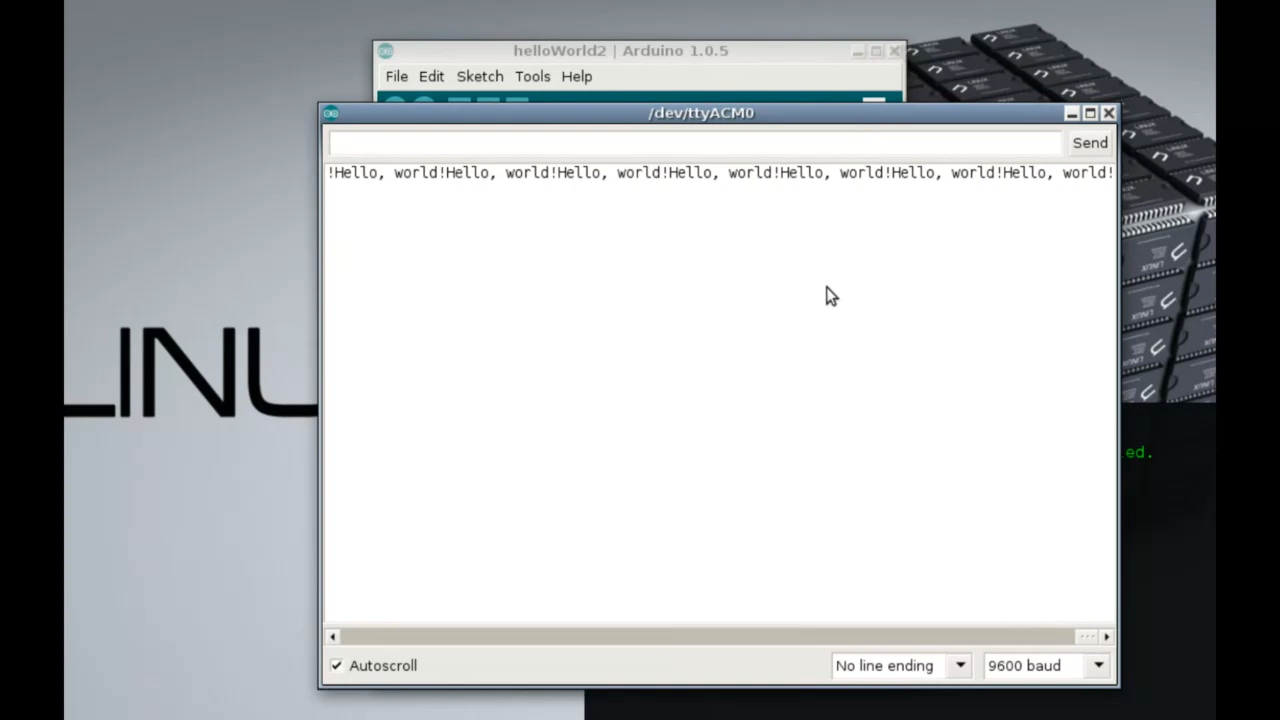 helloWorld2 | Arduino 1.0.5
File Edit Sketch Tools Help
/dev/ttyACM0
Send
!Hello, world!Hello, world!Hello, world!Hello, world!Hello, world!Hello, world!Hello, world!
LINU
ed.
Autoscroll
No line ending
9600 baud